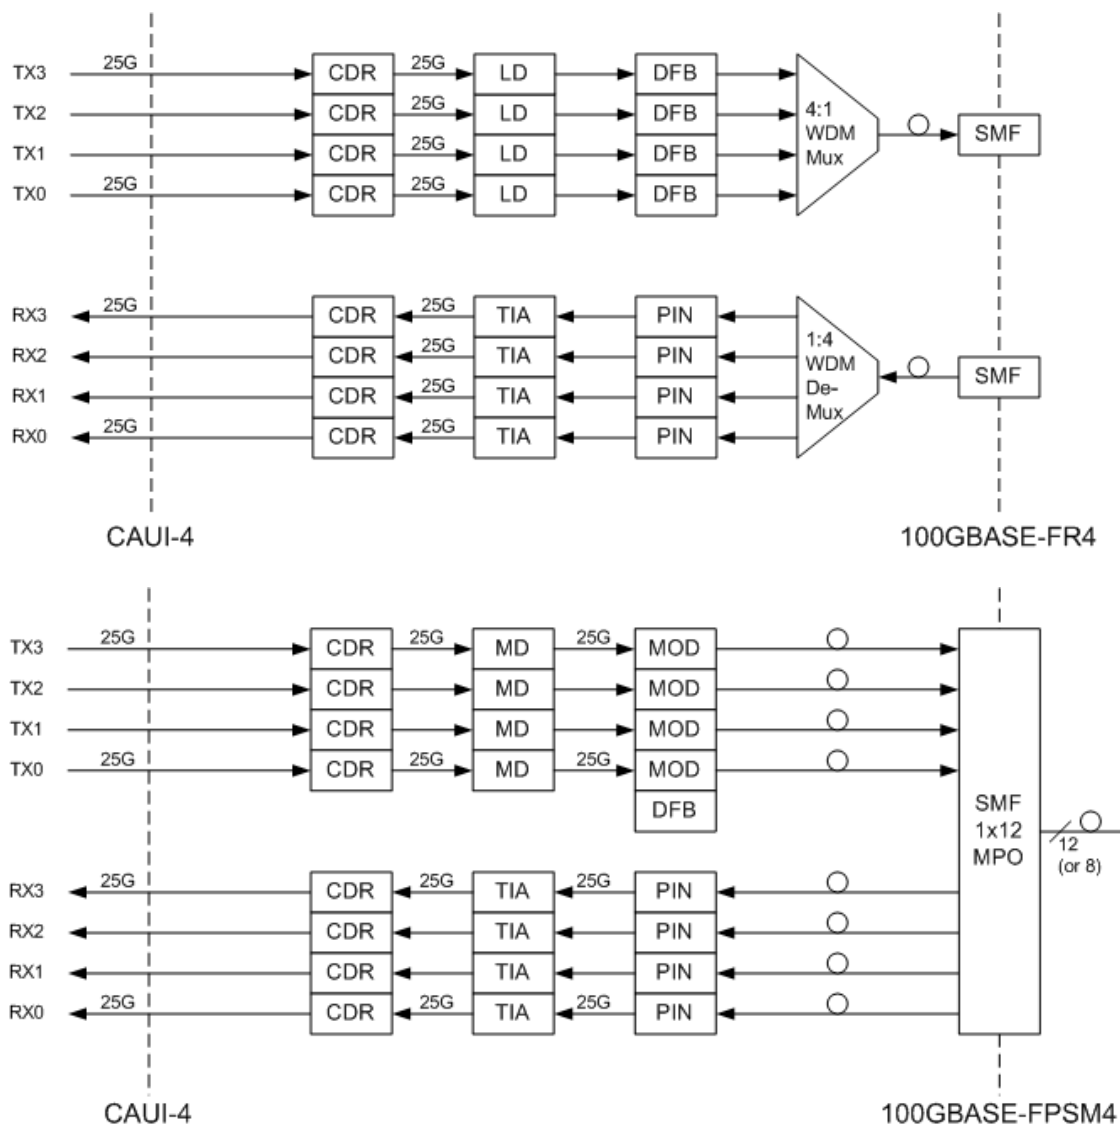 TX3 25G CDR 25G LD DFB
TX2 CDR 25G LD DFB
TX1 CDR 25G LD DFB
TX0 25G CDR 25G LD DFB
4:1
WDM
Mux
SMF
RX3 25G CDR 25G TIA PIN
RX2 CDR 25G TIA PIN
RX1 CDR 25G TIA PIN
RX0 25G CDR 25G TIA PIN
1:4
WDM
De-
Mux
SMF
CAUI-4 100GBASE-FR4
TX3 25G CDR 25G MD 25G MOD
TX2 CDR MD MOD
TX1 CDR MD MOD
TX0 25G CDR 25G MD 25G MOD
DFB
SMF
1x12
MPO
12
(or 8)
RX3 25G CDR 25G TIA 25G PIN
RX2 CDR TIA PIN
RX1 CDR TIA PIN
RX0 25G CDR 25G TIA 25G PIN
CAUI-4 100GBASE-FPSM4